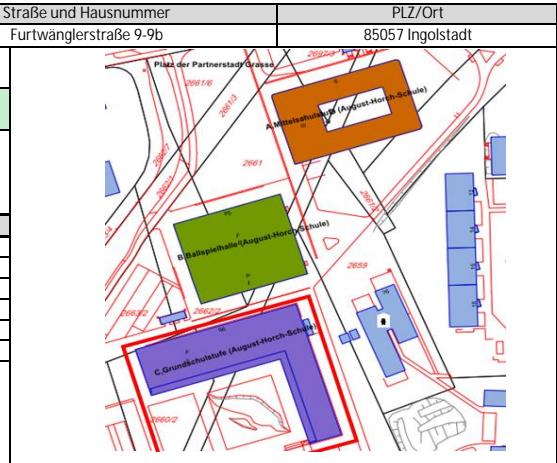 Straße und Hausnummer
PLZ/Ort
Furtwänglerstraße 9-9b
85057 Ingolstadt
Platz der Partnerstadt Grasse
2697/3
2661/6
2661/3
A.Mittelschulstufe (August-Horch-Schule)
2661
B.Ballspielhalle (August-Horch-Schule)
2659
2663/2
2662/2
C.Grundschulstufe (August-Horch-Schule)
2660/2